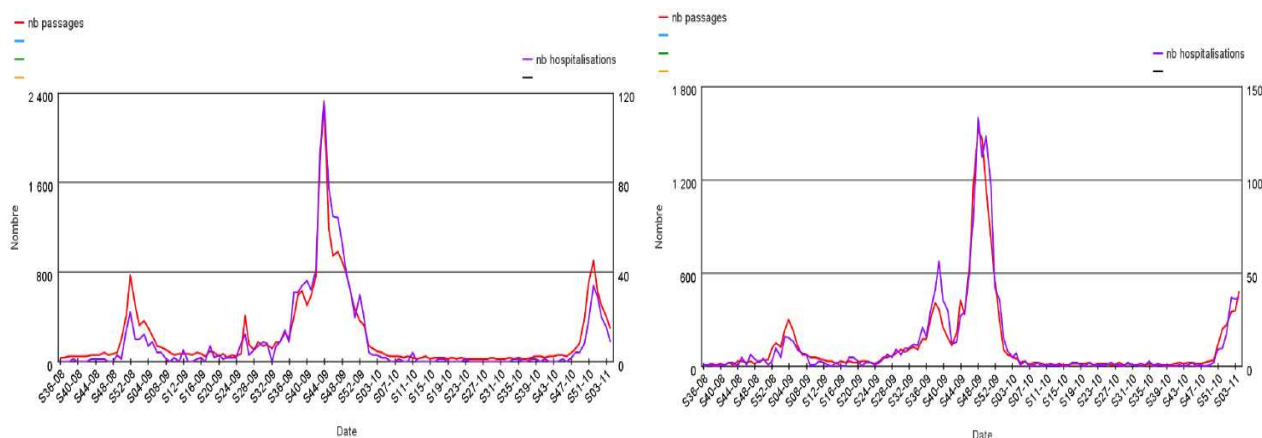 nb passages
nb hospitalisations
2 400
1 600
800
0
120
80
40
0
Nombre
S36-08
S40-08
S44-08
S48-08
S52-08
S04-09
S08-09
S12-09
S16-09
S20-09
S24-09
S28-09
S32-09
S36-09
S40-09
S44-09
S48-09
S52-09
S03-10
S07-10
S11-10
S15-10
S19-10
S23-10
S27-10
S31-10
S35-10
S39-10
S43-10
S47-10
S51-10
S03-11
Date
nb passages
nb hospitalisations
1 800
1 200
600
0
150
100
50
0
Nombre
S36-08
S40-08
S44-08
S48-08
S52-08
S04-09
S08-09
S12-09
S16-09
S20-09
S24-09
S28-09
S32-09
S36-09
S40-09
S44-09
S48-09
S52-09
S03-10
S07-10
S11-10
S15-10
S19-10
S23-10
S27-10
S31-10
S35-10
S39-10
S43-10
S47-10
S51-10
S03-11
Date